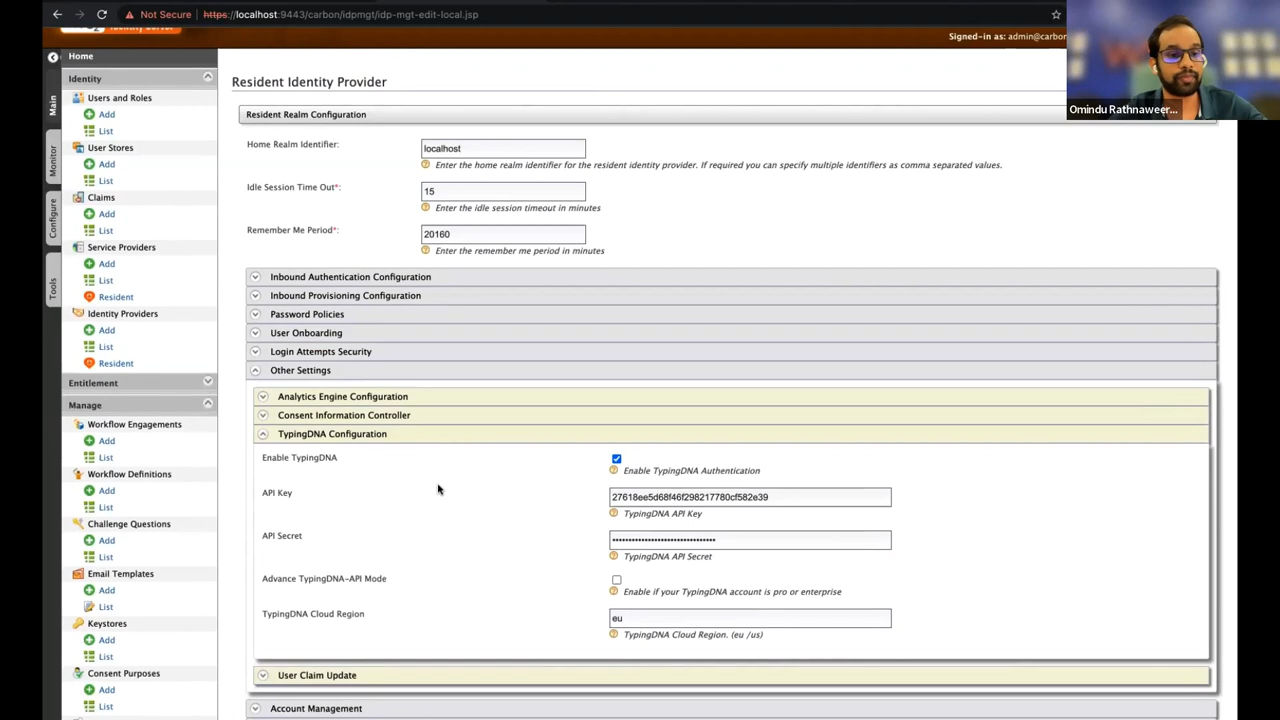 Not Secure https://localhost:9443/carbon/idpmgt/idp-mgt-edit-local.jsp
Signed-in as: admin@carbon
Omindu Rathnaweer...
Main
Monitor
Configure
Tools
Home
Identity
Users and Roles
Add
List
User Stores
Add
List
Claims
Add
List
Service Providers
Add
List
Resident
Identity Providers
Add
List
Resident
Entitlement
Manage
Workflow Engagements
Add
List
Workflow Definitions
Add
List
Challenge Questions
Add
List
Email Templates
Add
List
Keystores
Add
List
Consent Purposes
Add
List
Resident Identity Provider
Resident Realm Configuration
Home Realm Identifier: localhost
Enter the home realm identifier for the resident identity provider. If required you can specify multiple identifiers as comma separated values.
Idle Session Time Out*: 15
Enter the idle session timeout in minutes
Remember Me Period*: 20160
Enter the remember me period in minutes
Inbound Authentication Configuration
Inbound Provisioning Configuration
Password Policies
User Onboarding
Login Attempts Security
Other Settings
Analytics Engine Configuration
Consent Information Controller
TypingDNA Configuration
Enable TypingDNA
Enable TypingDNA Authentication
API Key 27618ee5d68f46f298217780cf582e39
TypingDNA API Key
API Secret
TypingDNA API Secret
Advance TypingDNA-API Mode
Enable if your TypingDNA account is pro or enterprise
TypingDNA Cloud Region eu
TypingDNA Cloud Region. (eu /us)
User Claim Update
Account Management